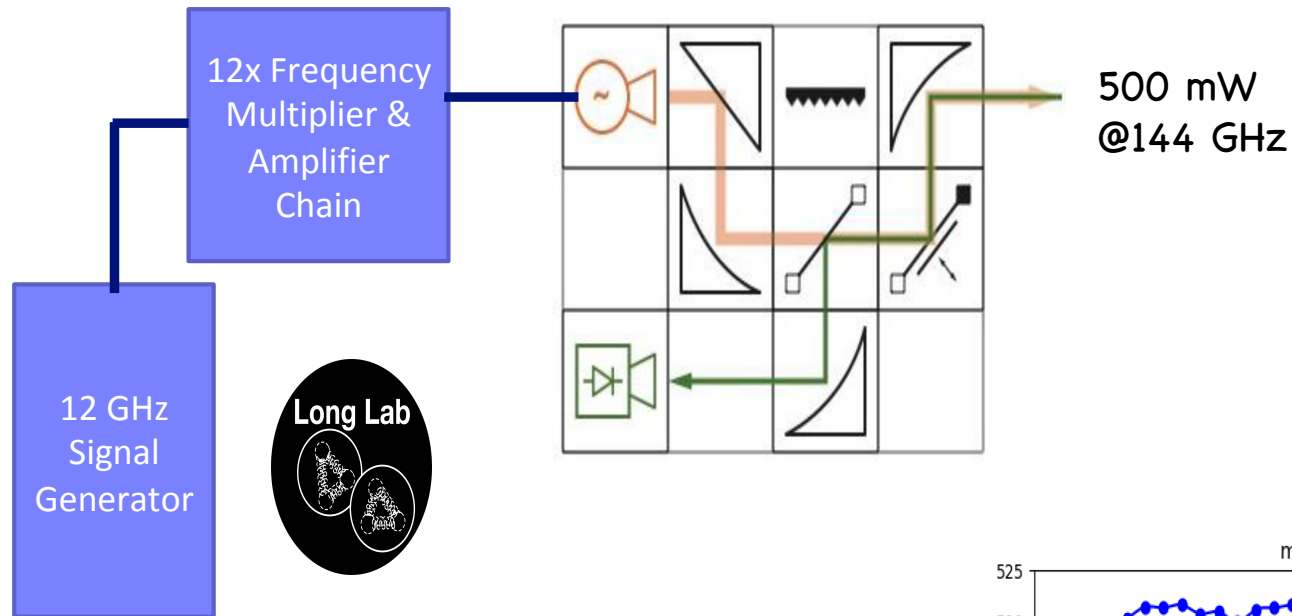 12x Frequency
Multiplier &
Amplifier
Chain
~
500 mW
@144 GHz
12 GHz
Signal
Generator
Long Lab
m
525